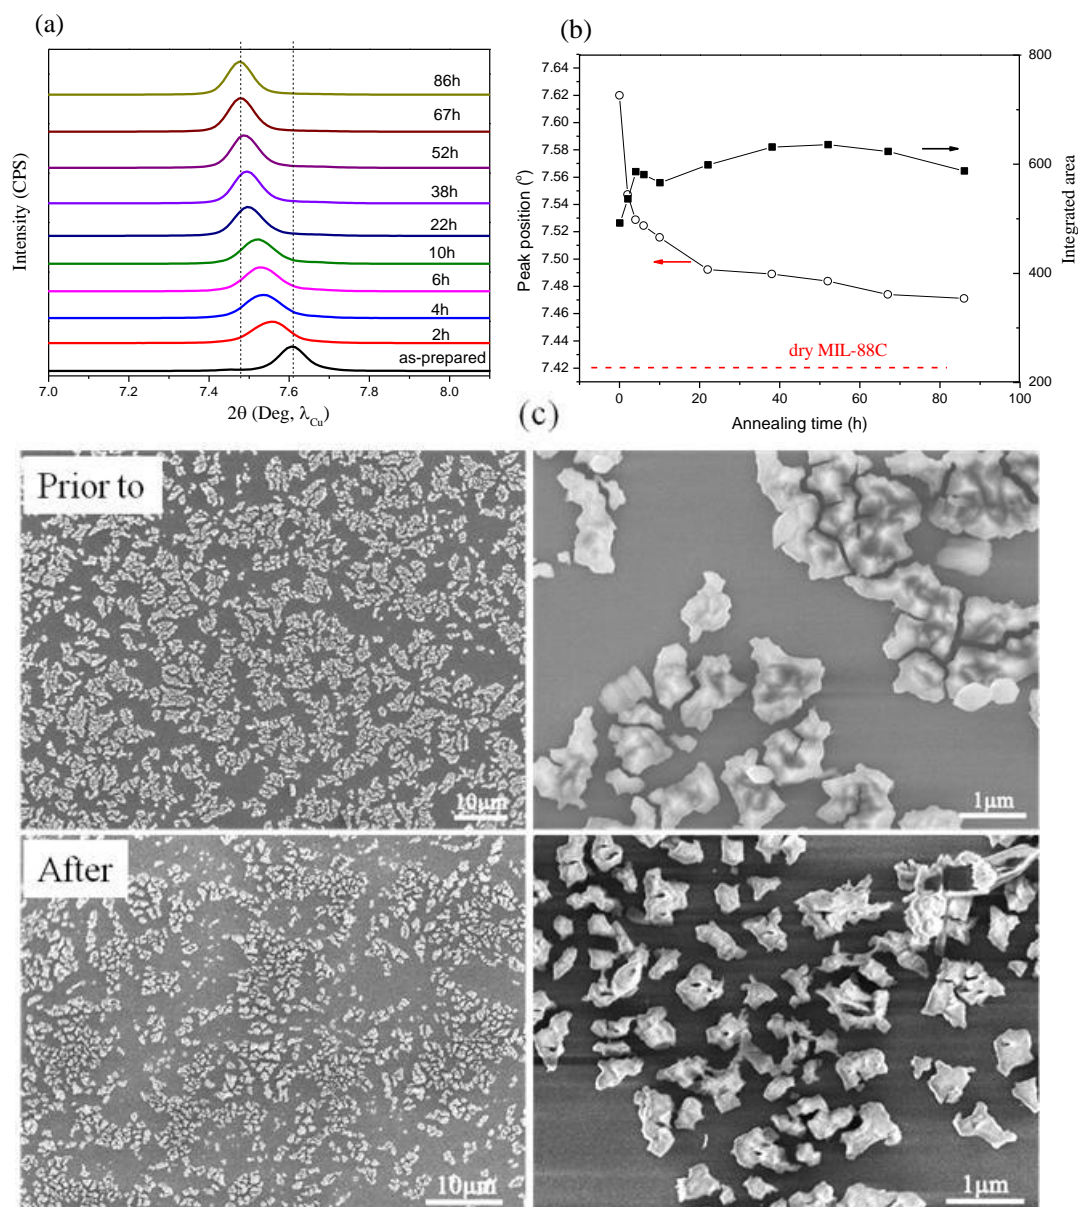 (a)
86h
67h
52h
38h
22h
10h
6h
4h
2h
as-prepared
Intensity (CPS)
7.0 7.2 7.4 7.6 7.8 8.0
2θ (Deg, λCu)
(b)
7.64
7.62
7.60
7.58
7.56
7.54
7.52
7.50
7.48
7.46
7.44
7.42
Peak position (°)
800
600
400
200
Integrated area
dry MIL-88C
0 20 40 60 80 100
Annealing time (h)
(c)
Prior to
10μm
1μm
After
10μm
1μm